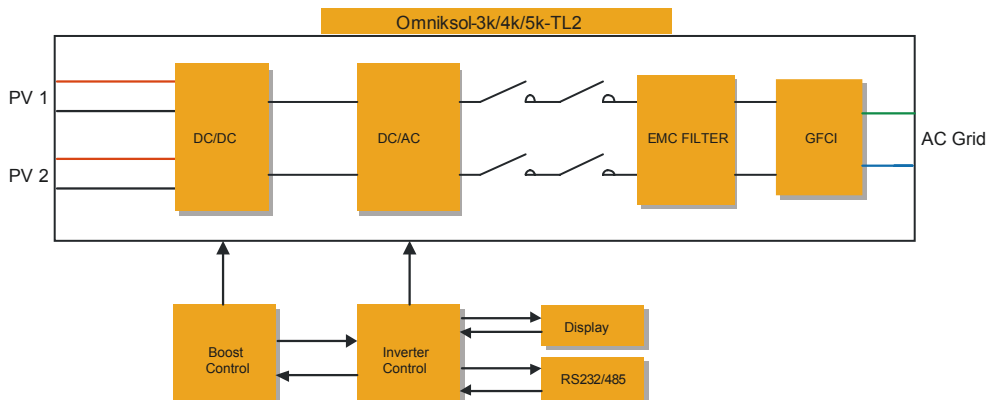 Omniksol-3k/4k/5k-TL2
PV 1
PV 2
DC/DC
DC/AC
EMC FILTER
GFCI
AC Grid
Boost
Control
Inverter
Control
Display
RS232/485